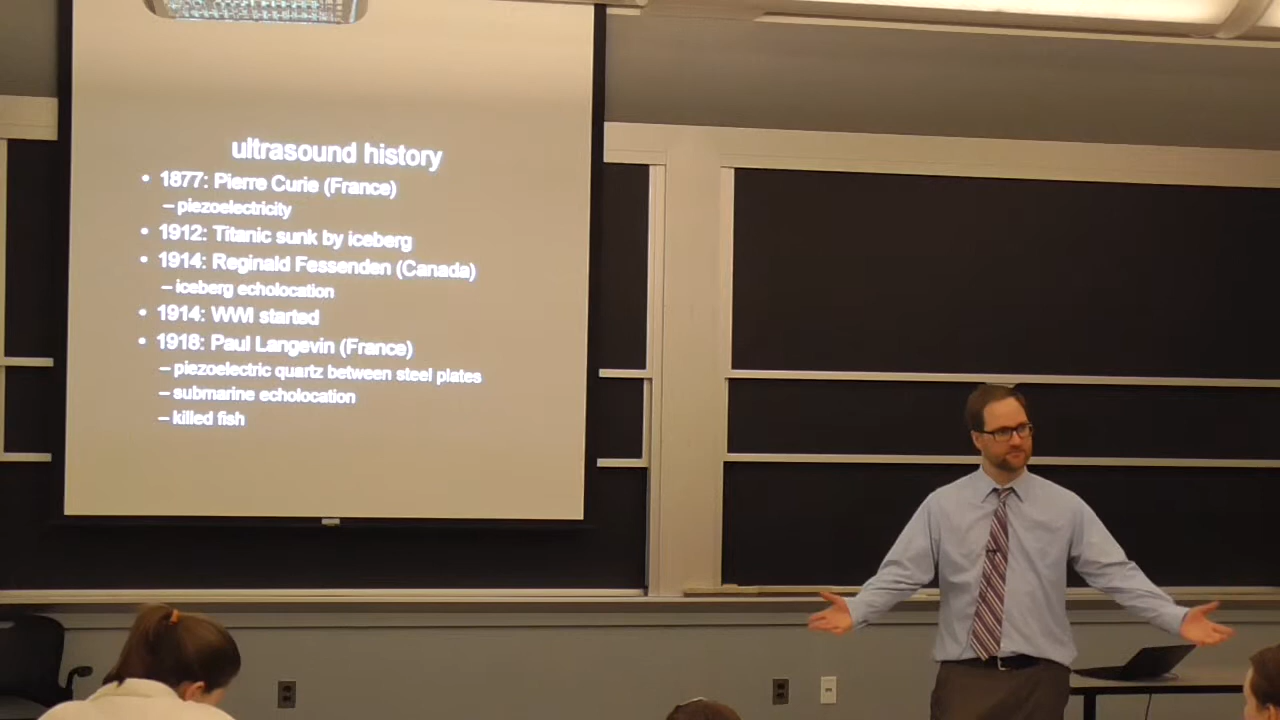 ultrasound history
• 1877: Pierre Curie (France)
– piezoelectricity
• 1912: Titanic sunk by iceberg
• 1914: Reginald Fessenden (Canada)
– iceberg echolocation
• 1914: WWI started
• 1918: Paul Langevin (France)
– piezoelectric quartz between steel plates
– submarine echolocation
– killed fish